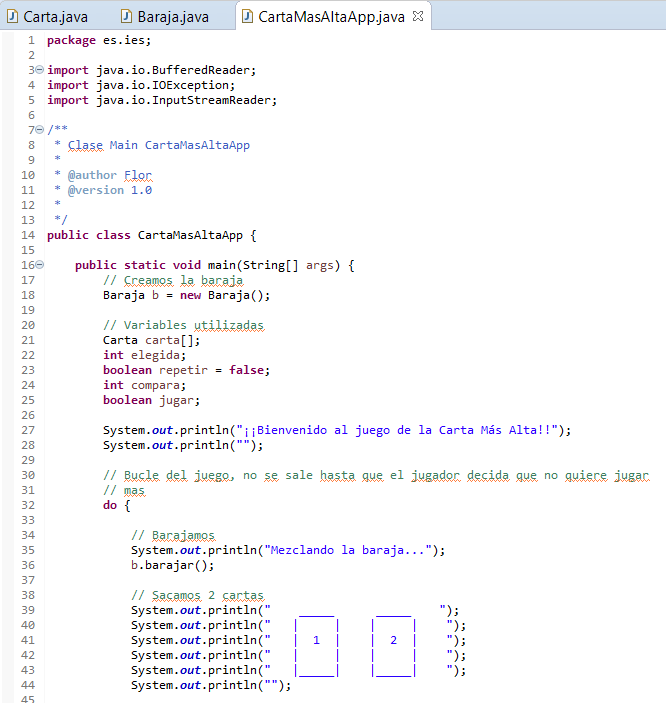 Carta.java Baraja.java CartaMasAltaApp.java
1 package es.ies;
2
3 import java.io.BufferedReader;
4 import java.io.IOException;
5 import java.io.InputStreamReader;
6
7 /**
8  * Clase Main CartaMasAltaApp
9  *
10  * @author Flor
11  * @version 1.0
12  *
13  */
14 public class CartaMasAltaApp {
15
16     public static void main(String[] args) {
17         // Creamos la baraja
18         Baraja b = new Baraja();
19
20         // Variables utilizadas
21         Carta carta[];
22         int elegida;
23         boolean repetir = false;
24         int compara;
25         boolean jugar;
26
27         System.out.println("¡¡Bienvenido al juego de la Carta Más Alta!!");
28         System.out.println("");
29
30         // Bucle del juego, no se sale hasta que el jugador decida que no quiere jugar
31         // mas
32         do {
33
34             // Barajamos
35             System.out.println("Mezclando la baraja...");
36             b.barajar();
37
38             // Sacamos 2 cartas
39             System.out.println("    _____      _____    ");
40             System.out.println("   |     |    |     |    ");
41             System.out.println("   |  1  |    |  2  |    ");
42             System.out.println("   |     |    |     |    ");
43             System.out.println("   |_____|    |_____|    ");
44             System.out.println("");
45